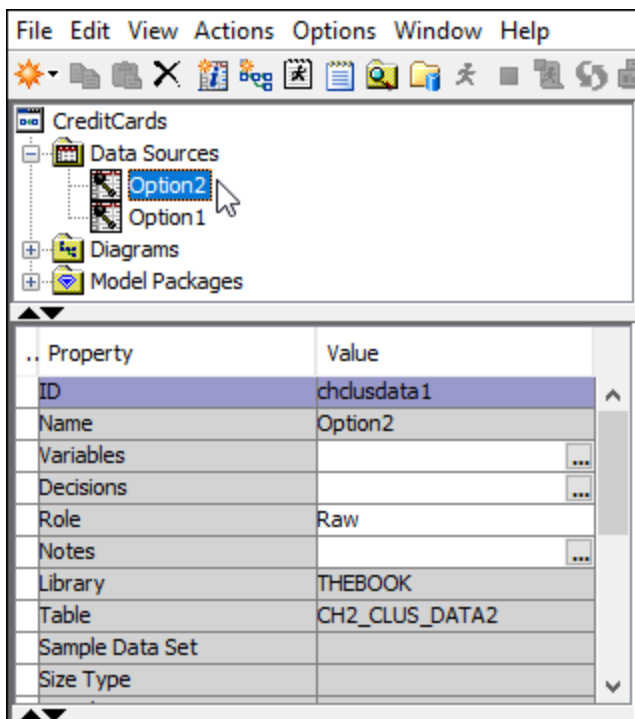 File Edit View Actions Options Window Help
CreditCards
Data Sources
Option2
Option1
Diagrams
Model Packages
.. Property Value
ID chclusdata1
Name Option2
Variables ...
Decisions ...
Role Raw
Notes ...
Library THEBOOK
Table CH2_CLUS_DATA2
Sample Data Set
Size Type